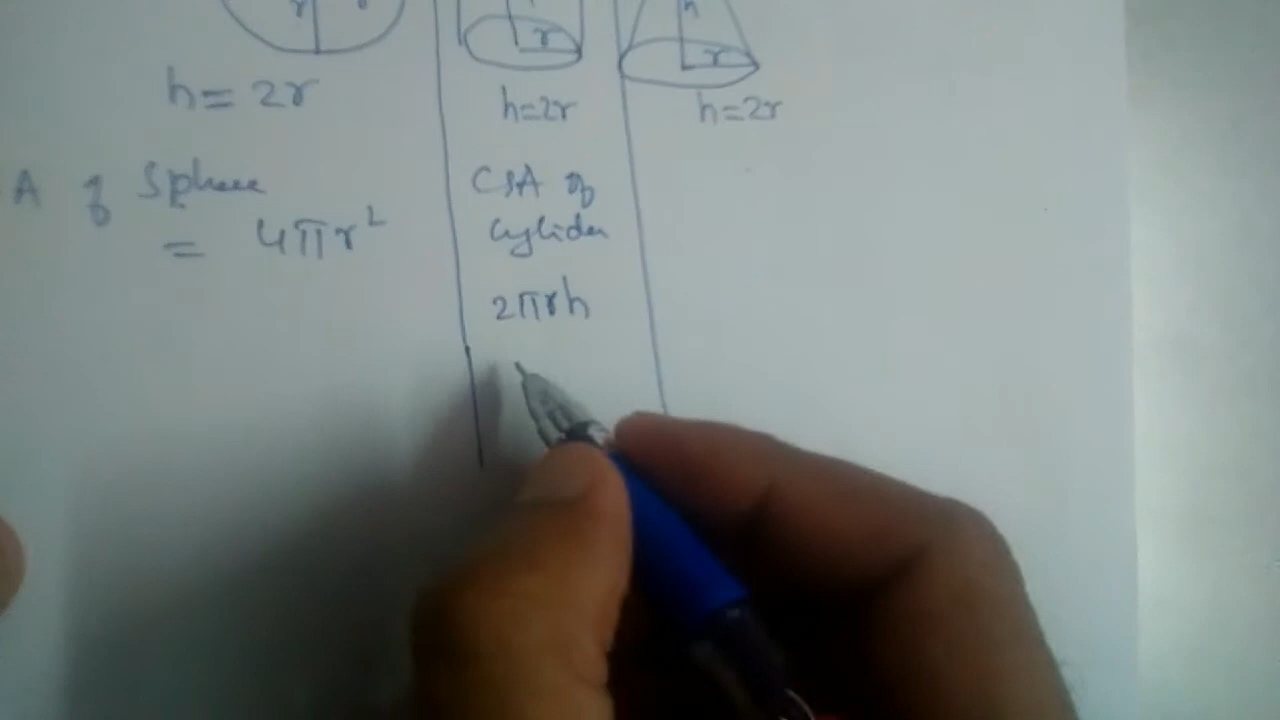 r
r
h
r
h = 2r
h=2r
h=2r
A of Sphere
= 4πr²
CSA of
Cylinder
2πrh